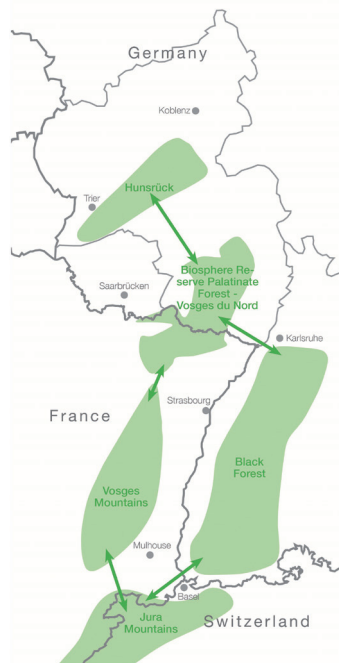 Germany
Koblenz
Hunsrück
Trier
Biosphere Re-
serve Palatinate
Forest -
Vosges du Nord
Saarbrücken
Karlsruhe
Strasbourg
France
Black
Forest
Vosges
Mountains
Mulhouse
Basel
Jura
Mountains
Switzerland